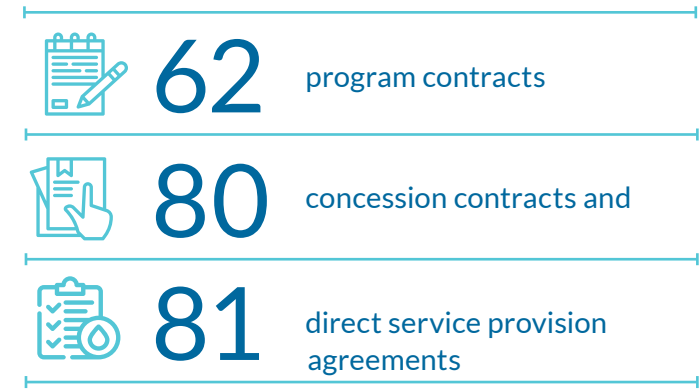 62 program contracts
80 concession contracts and
81 direct service provision
agreements